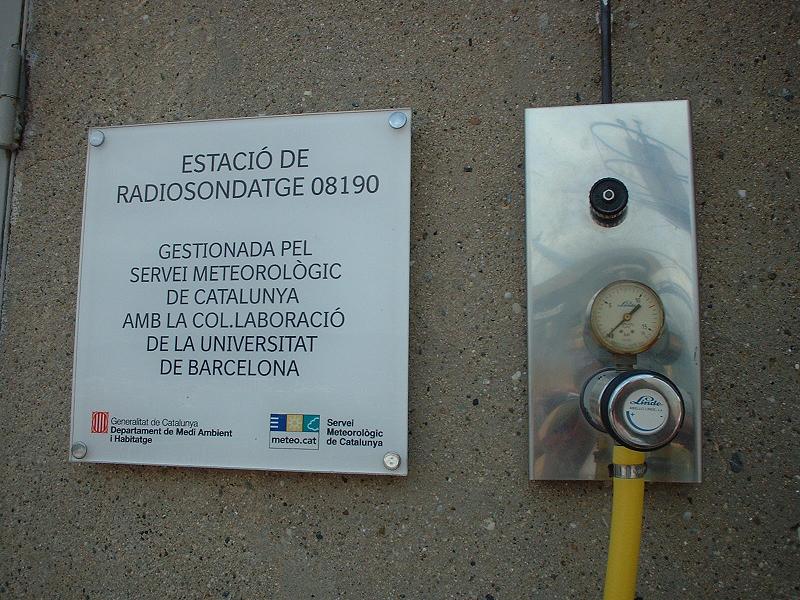 ESTACIÓ DE
RADIOSONDATGE 08190
GESTIONADA PEL
SERVEI METEOROLÒGIC
DE CATALUNYA
AMB LA COL.LABORACIÓ
DE LA UNIVERSITAT
DE BARCELONA
Generalitat de Catalunya
Departament de Medi Ambient
i Habitatge
meteo.cat
Servei
Meteorològic
de Catalunya
Linde